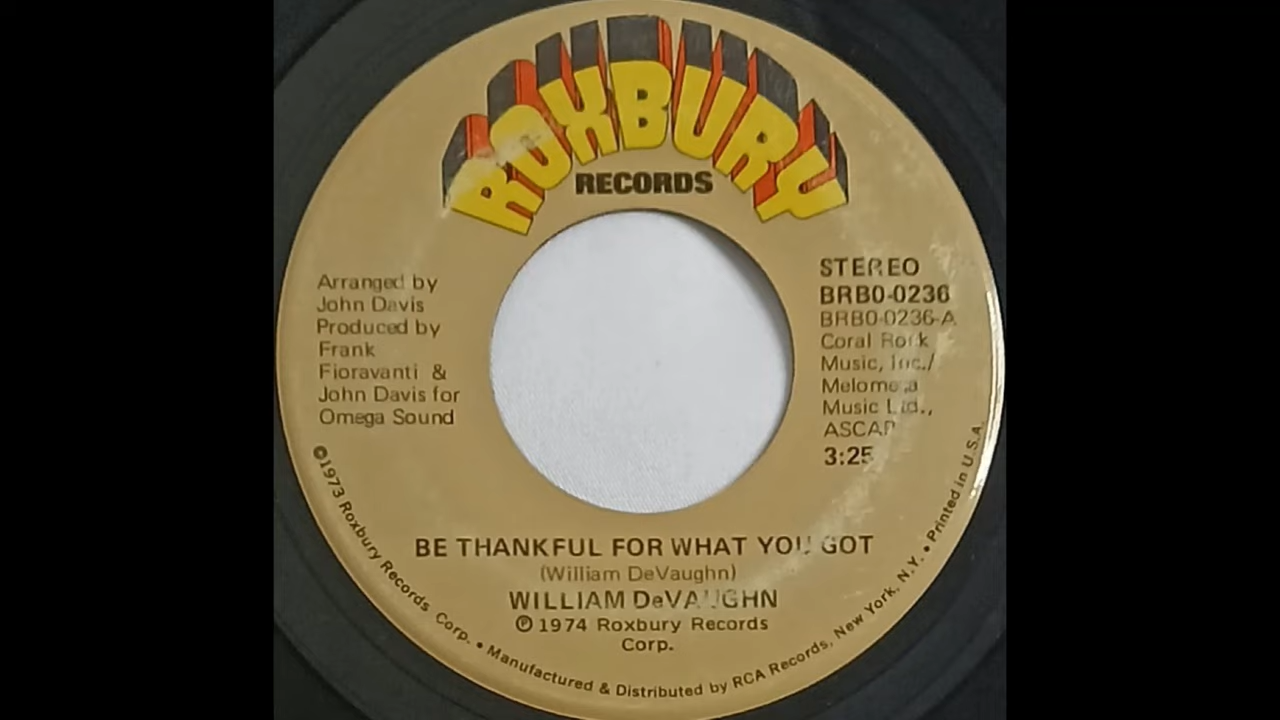 ROXBURY
RECORDS
Arranged by
John Davis
Produced by
Frank
Fioravanti &
John Davis for
Omega Sound
STEREO
BRBO-0236
BRBO-0236-A
Coral Rock
Music, Inc./
Melomega
Music Ltd.,
ASCAP
3:25
BE THANKFUL FOR WHAT YOU GOT
(William DeVaughn)
WILLIAM DeVAUGHN
℗ 1974 Roxbury Records
Corp.
©1973 Roxbury Records Corp. • Manufactured & Distributed by RCA Records, New York, N.Y. • Printed in U.S.A.